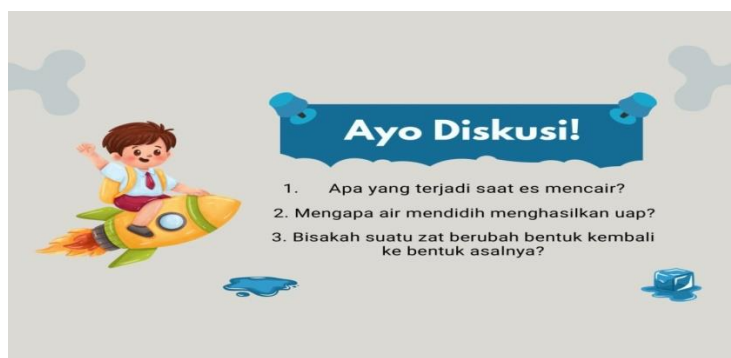 Ayo Diskusi!
1. Apa yang terjadi saat es mencair?
2. Mengapa air mendidih menghasilkan uap?
3. Bisakah suatu zat berubah bentuk kembali
ke bentuk asalnya?